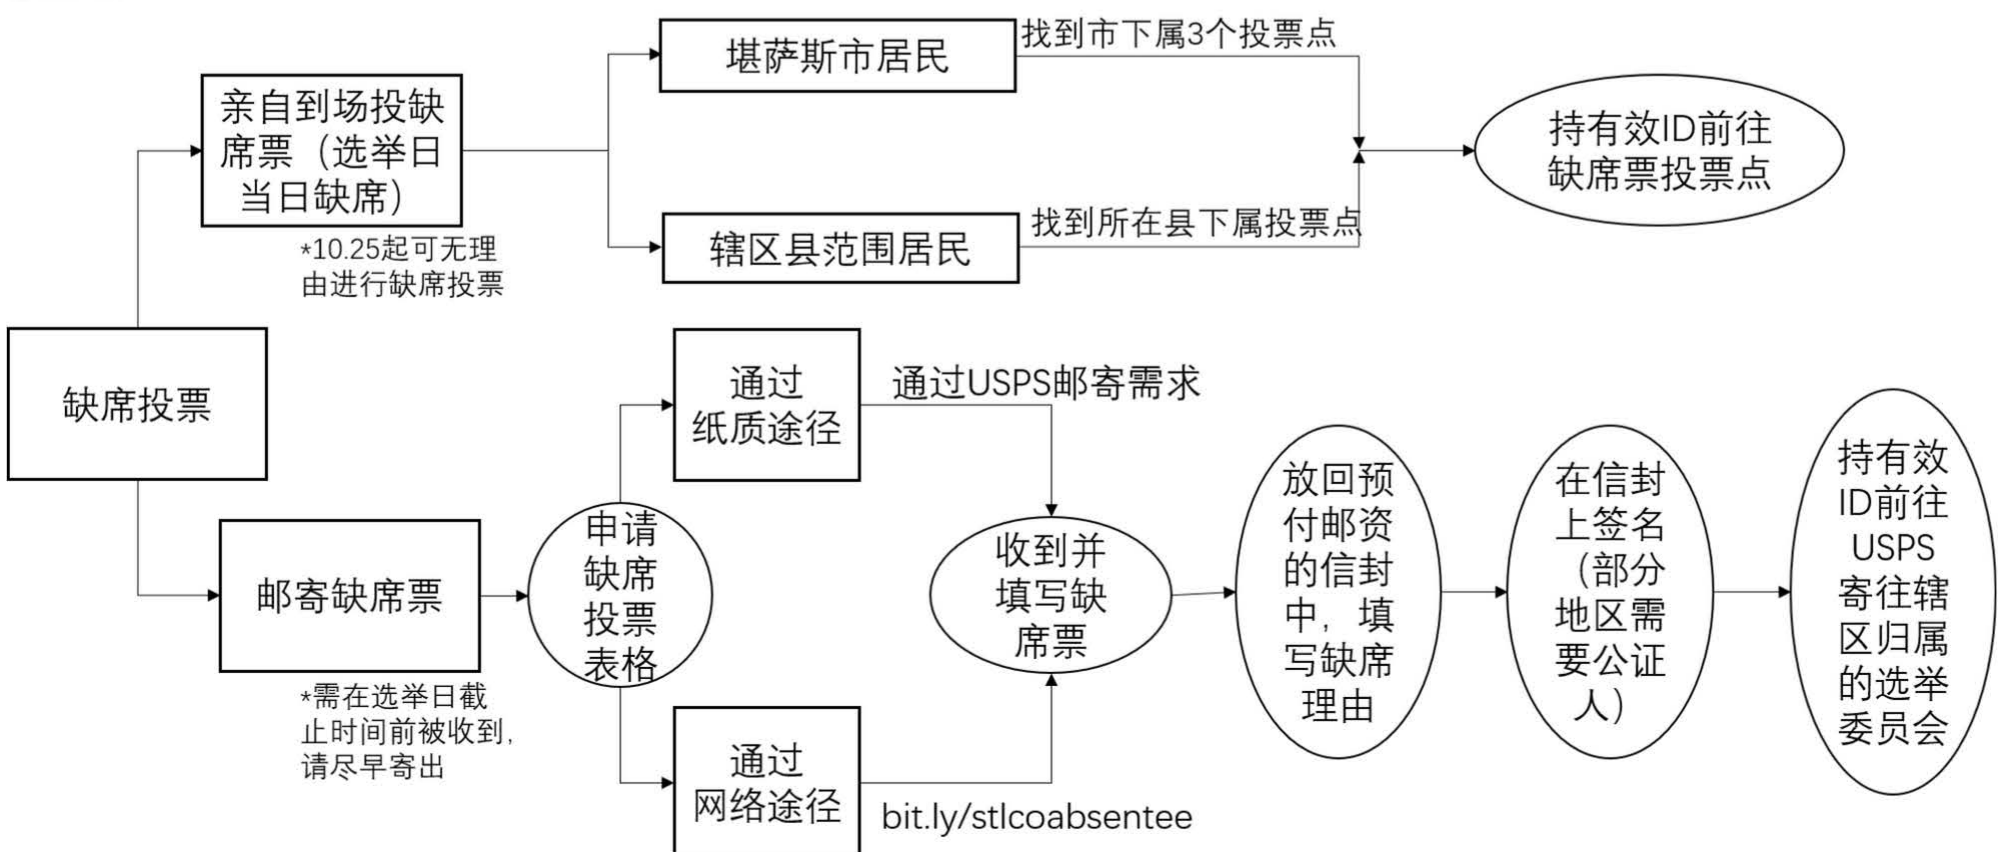 堪萨斯市居民
找到市下属3个投票点
亲自到场投缺
席票（选举日
当日缺席）
持有效ID前往
缺席票投票点
*10.25起可无理
由进行缺席投票
辖区县范围居民
找到所在县下属投票点
缺席投票
通过
纸质途径
通过USPS邮寄需求
邮寄缺席票
*需在选举日截
止时间前被收到，
请尽早寄出
申请
缺席
投票
表格
通过
网络途径
bit.ly/stlcoabsentee
收到并
填写缺
席票
放回预
付邮资
的信封
中，填
写缺席
理由
在信封
上签名
（部分
地区需
要公证
人）
持有效
ID前往
USPS
寄往辖
区归属
的选举
委员会